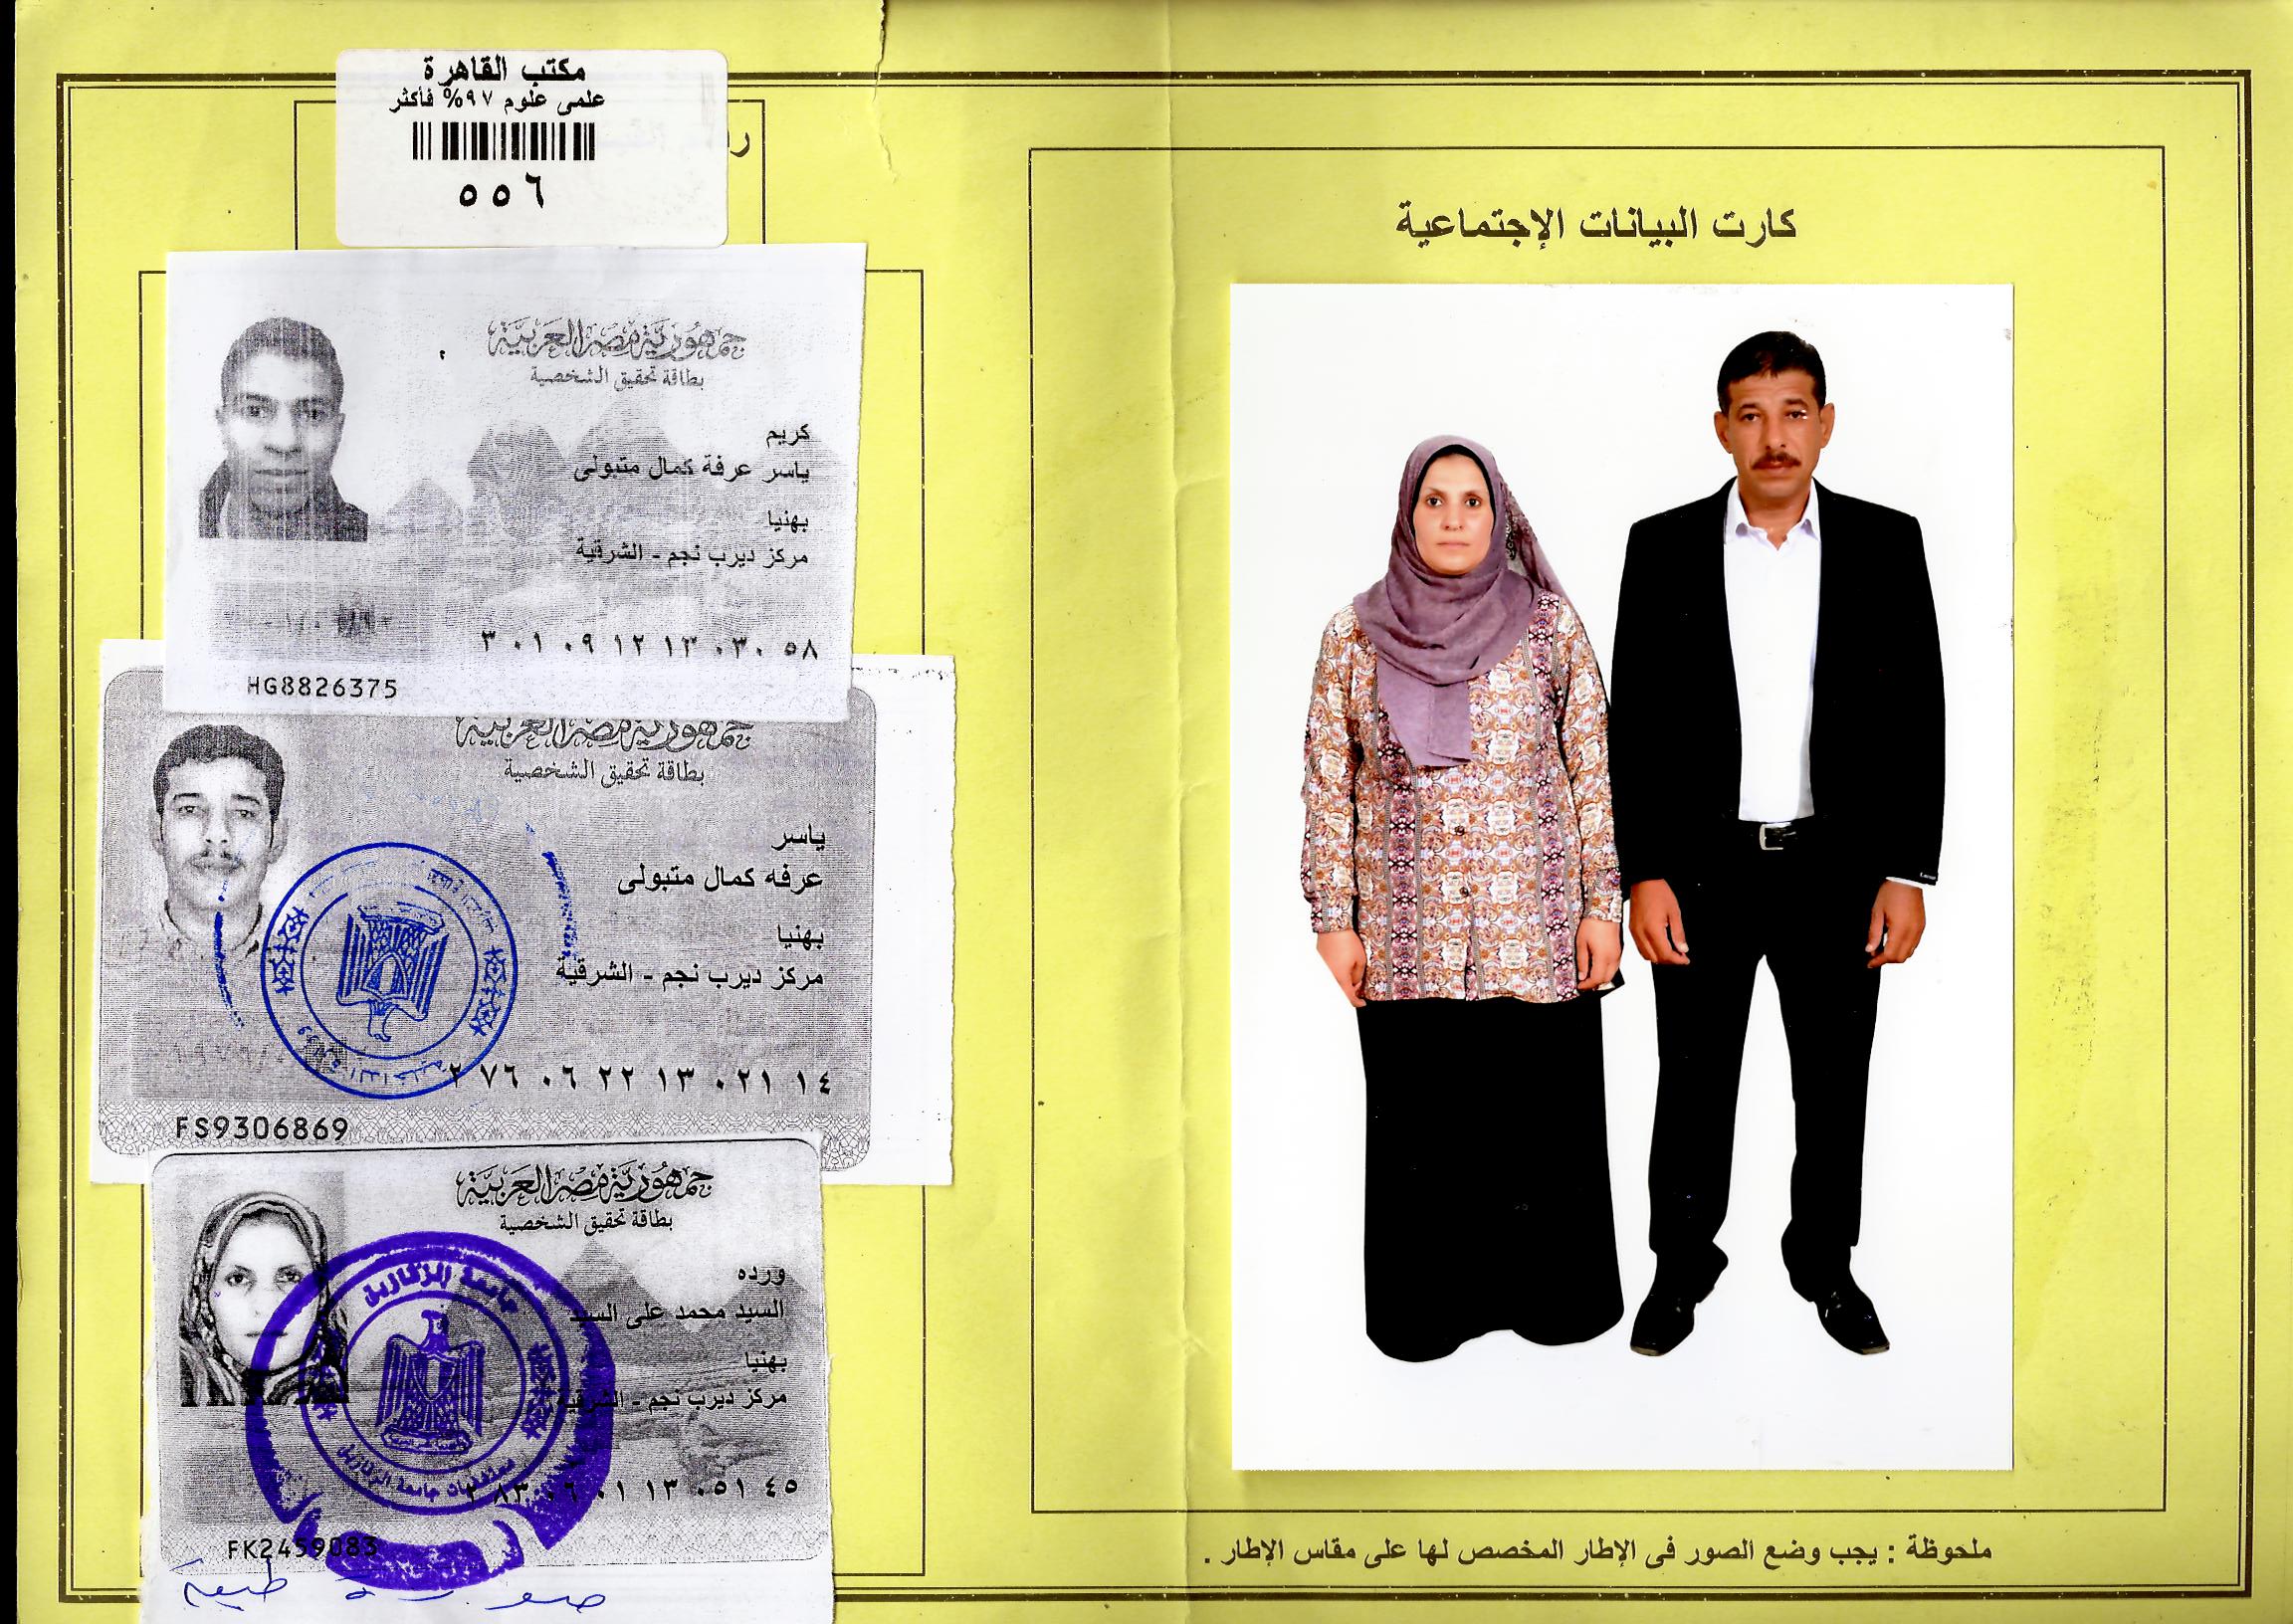 مكتب القاهرة
علمى علوم ٩٧% فأكثر
٥٥٦
جمهورية مصر العربية
بطاقة تحقيق الشخصية
كريم
ياسر عرفة كمال متبولى
بهنيا
مركز ديرب نجم - الشرقية
٣٠١٠٩١٢١٣٠٣٠٥٨
HG8826375
جمهورية مصر العربية
بطاقة تحقيق الشخصية
ياسر
عرفه كمال متبولى
بهنيا
مركز ديرب نجم - الشرقية
٢٧٦٠٦٢٢١٣٠٢١١٤
FS9306869
جمهورية مصر العربية
بطاقة تحقيق الشخصية
ورده
السيد محمد على السيد
بهنيا
مركز ديرب نجم - الشرقية
٢٨٣٠٦٠١١٣٠٥١٤٥
FK2459083
جامعة الزقازيق
مستشفيات جامعة الزقازيق
صورة طبعة
كارت البيانات الإجتماعية
ملحوظة : يجب وضع الصور فى الإطار المخصص لها على مقاس الإطار .